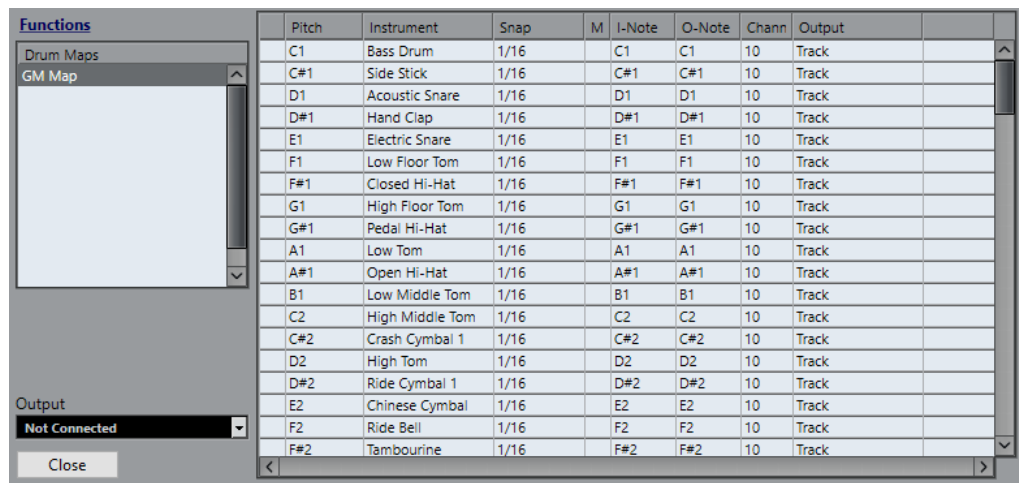 Functions
Drum Maps
GM Map
Pitch Instrument Snap M I-Note O-Note Chann Output
C1 Bass Drum 1/16 C1 C1 10 Track
C#1 Side Stick 1/16 C#1 C#1 10 Track
D1 Acoustic Snare 1/16 D1 D1 10 Track
D#1 Hand Clap 1/16 D#1 D#1 10 Track
E1 Electric Snare 1/16 E1 E1 10 Track
F1 Low Floor Tom 1/16 F1 F1 10 Track
F#1 Closed Hi-Hat 1/16 F#1 F#1 10 Track
G1 High Floor Tom 1/16 G1 G1 10 Track
G#1 Pedal Hi-Hat 1/16 G#1 G#1 10 Track
A1 Low Tom 1/16 A1 A1 10 Track
A#1 Open Hi-Hat 1/16 A#1 A#1 10 Track
B1 Low Middle Tom 1/16 B1 B1 10 Track
C2 High Middle Tom 1/16 C2 C2 10 Track
C#2 Crash Cymbal 1 1/16 C#2 C#2 10 Track
D2 High Tom 1/16 D2 D2 10 Track
D#2 Ride Cymbal 1 1/16 D#2 D#2 10 Track
E2 Chinese Cymbal 1/16 E2 E2 10 Track
F2 Ride Bell 1/16 F2 F2 10 Track
F#2 Tambourine 1/16 F#2 F#2 10 Track
Output
Not Connected
Close